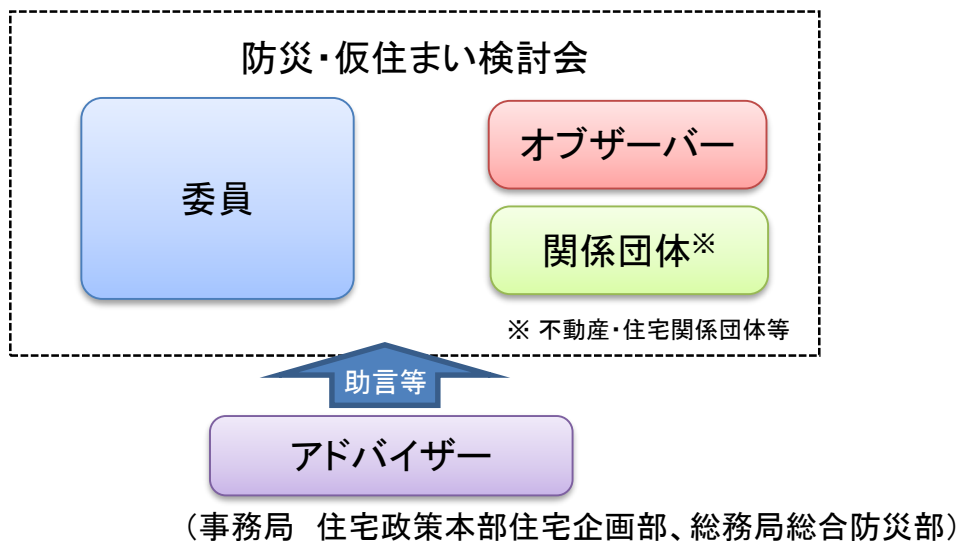 防災・仮住まい検討会
委員
オブザーバー
関係団体※
※ 不動産・住宅関係団体等
助言等
アドバイザー
（事務局　住宅政策本部住宅企画部、総務局総合防災部）